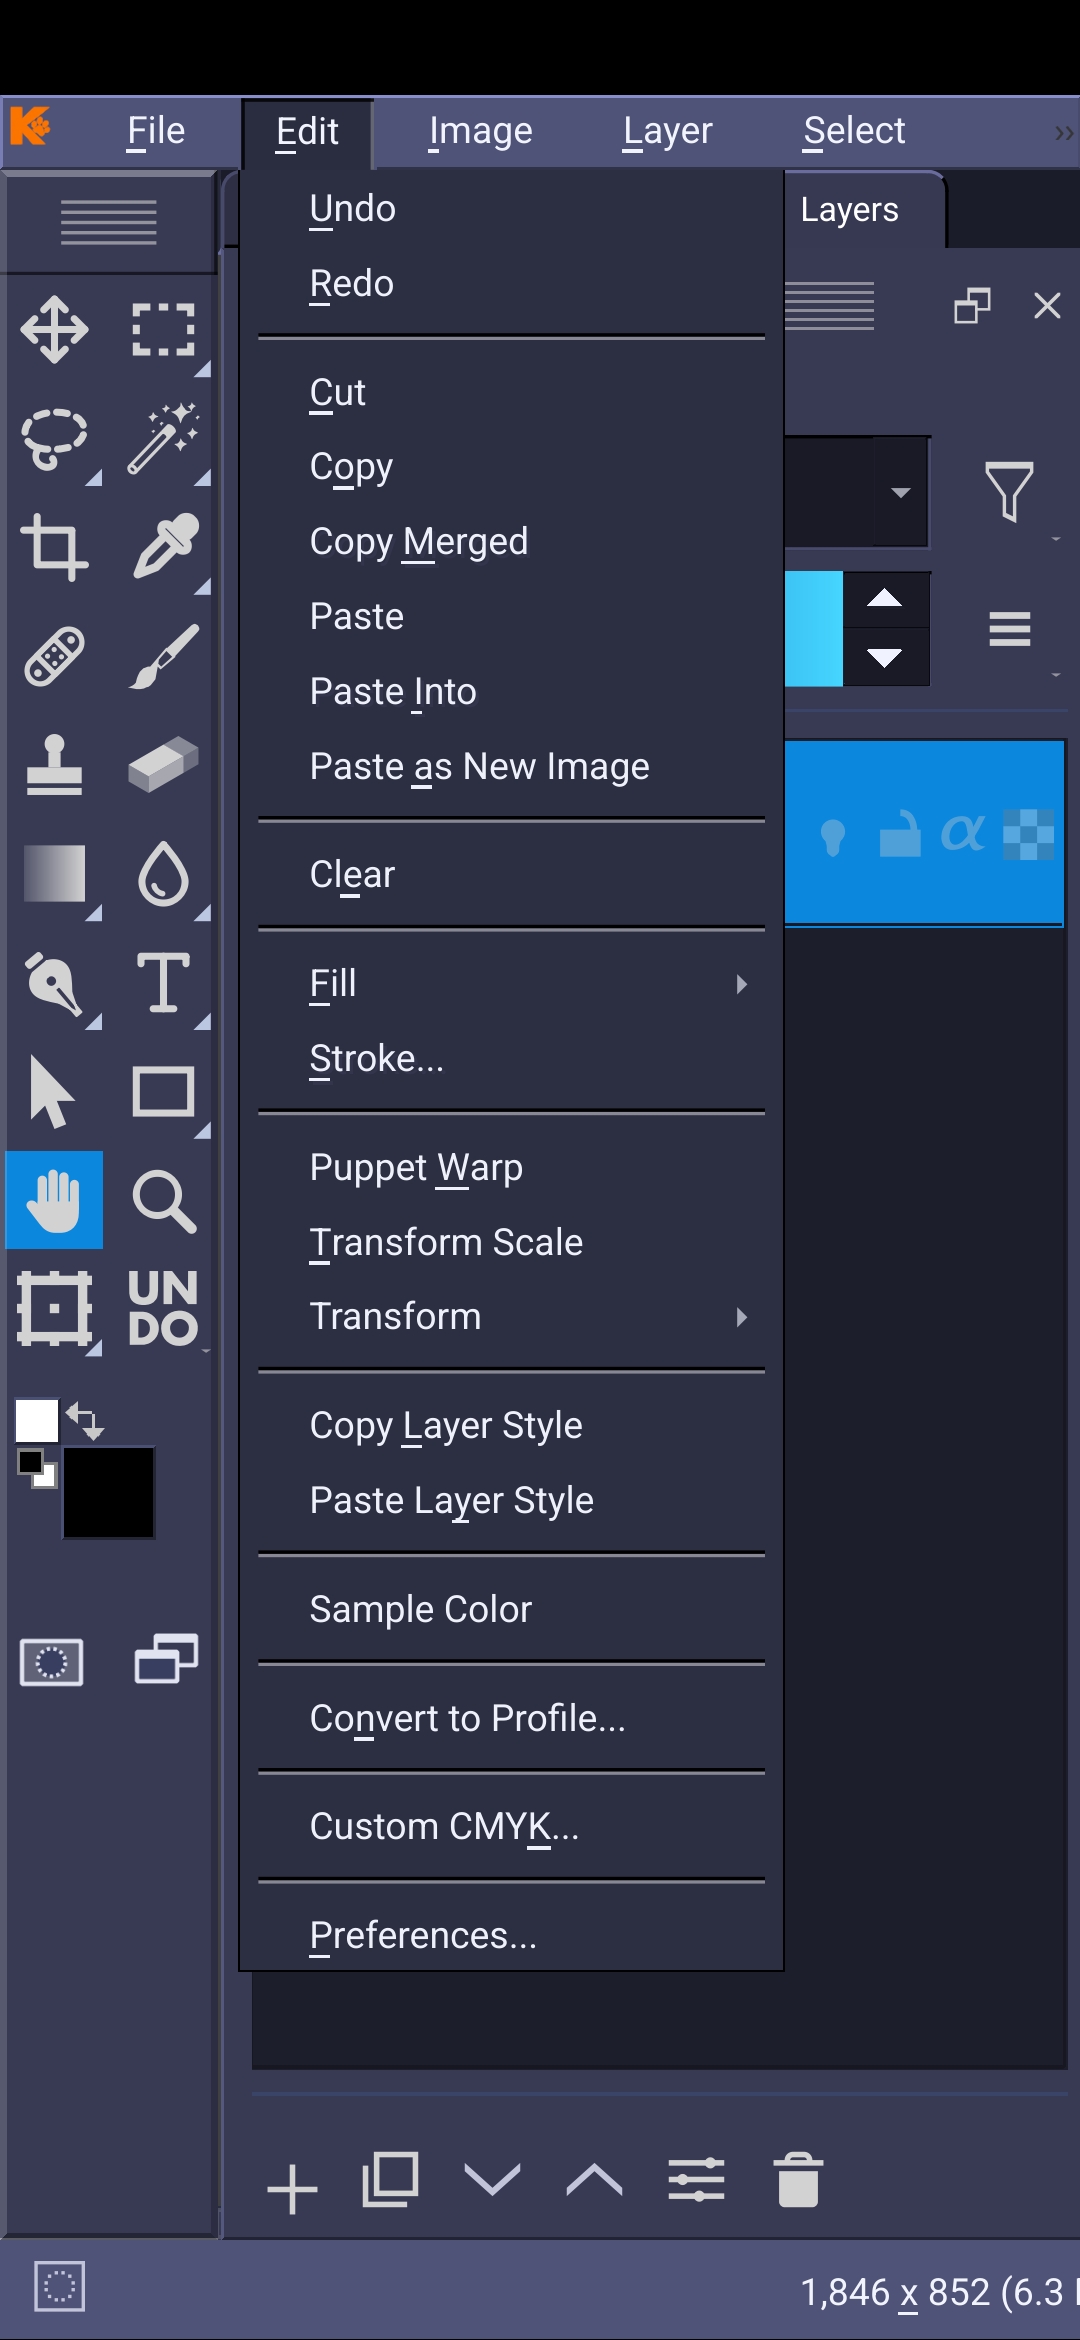 File Edit Image Layer Select
Undo
Layers
Redo
Cut
Copy
Copy Merged
Paste
Paste Into
Paste as New Image
Clear
Fill
Stroke...
Puppet Warp
Transform Scale
Transform
UN
DO
Copy Layer Style
Paste Layer Style
Sample Color
Convert to Profile...
Custom CMYK...
Preferences...
1,846 x 852 (6.3